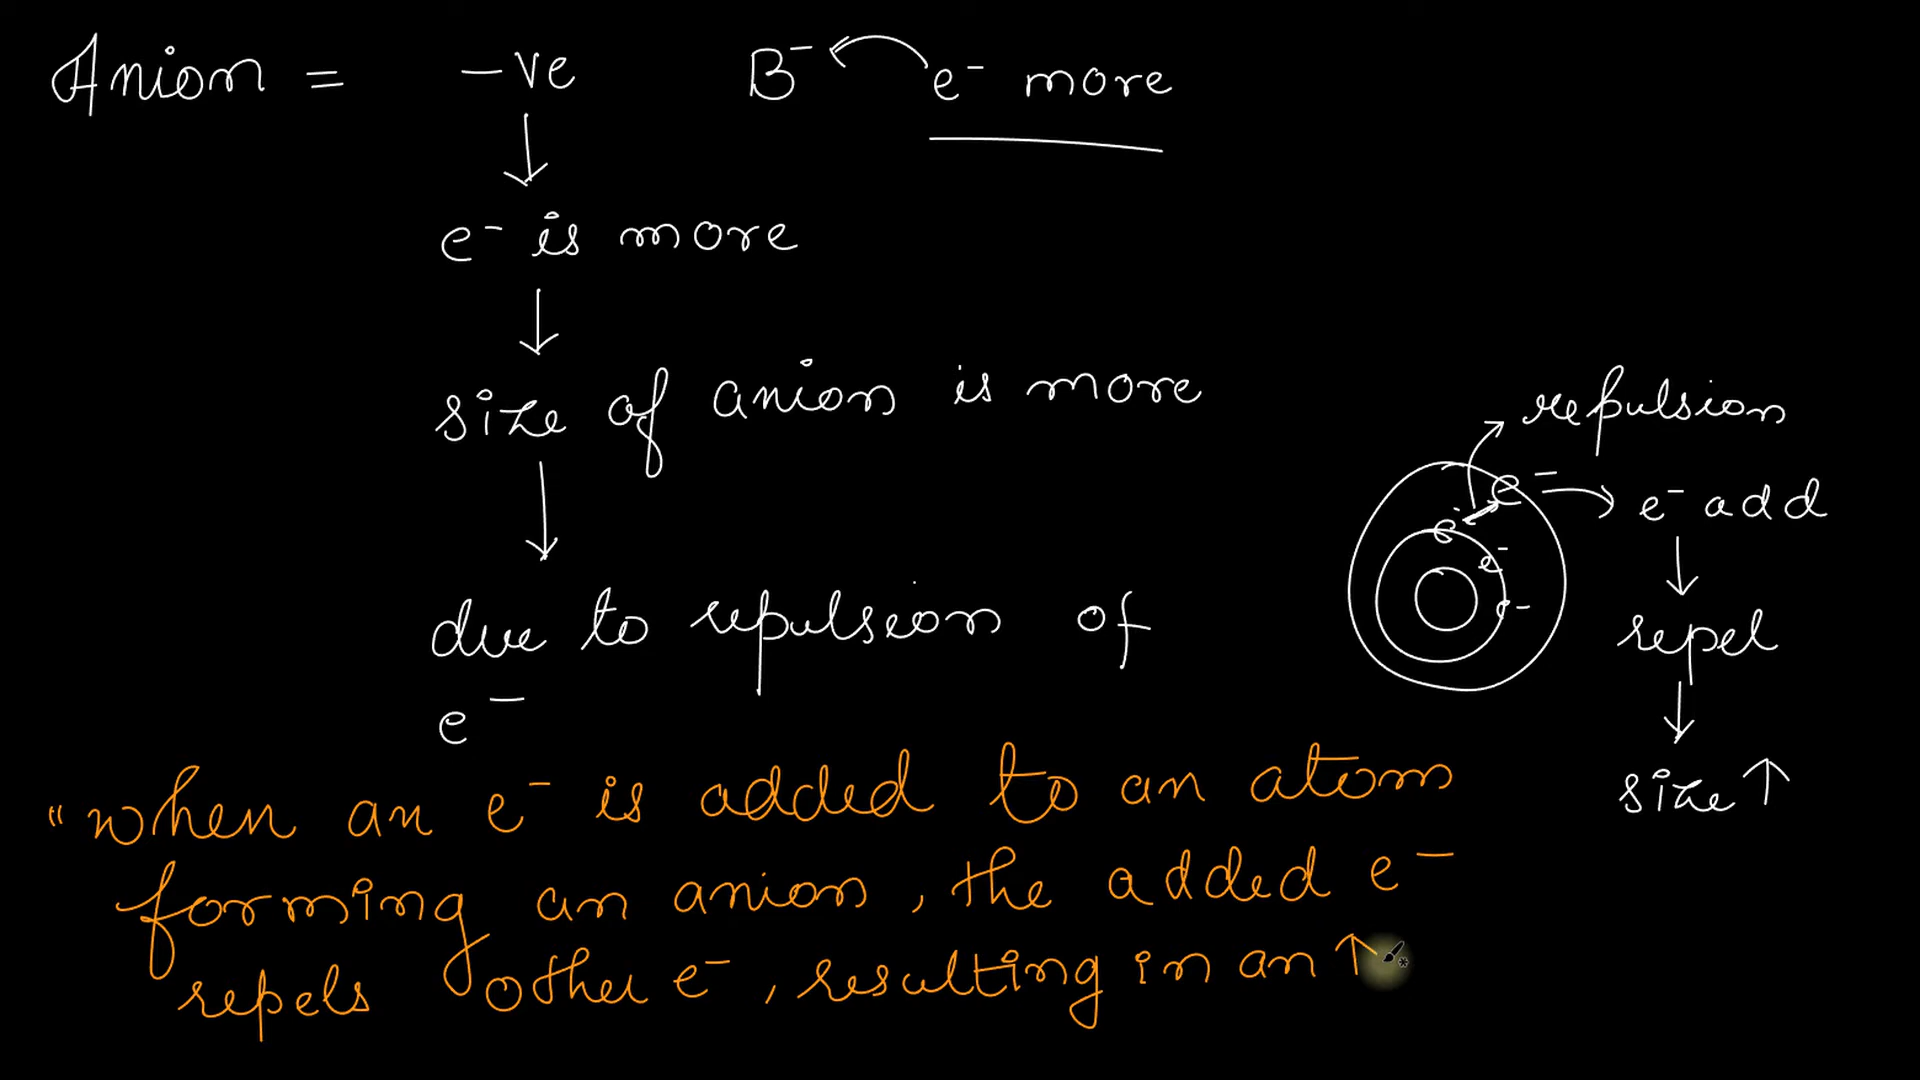 Anion = -ve B⁻ e⁻ more
↓
e⁻ is more
↓
size of anion is more
↓
due to repulsion of
e⁻
repulsion
e⁻ → e⁻ add
e⁻
e⁻
e⁻
↓
repel
↓
size ↑
"when an e⁻ is added to an atom
forming an anion, the added e⁻
repels other e⁻, resulting in an ↑